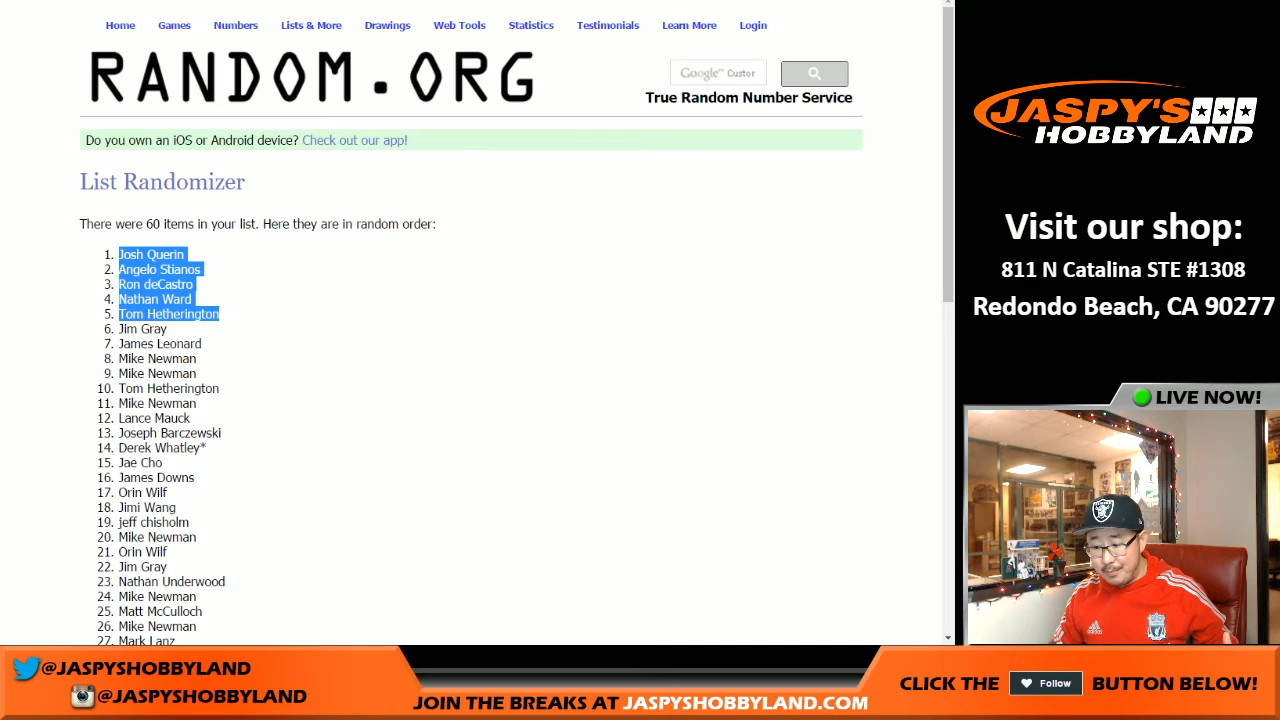 Home Games Numbers Lists & More Drawings Web Tools Statistics Testimonials Learn More Login
RANDOM.ORG
Google™ Custor
True Random Number Service
Do you own an iOS or Android device? Check out our app!
List Randomizer
There were 60 items in your list. Here they are in random order:
1. Josh Querin
2. Angelo Stianos
3. Ron deCastro
4. Nathan Ward
5. Tom Hetherington
6. Jim Gray
7. James Leonard
8. Mike Newman
9. Mike Newman
10. Tom Hetherington
11. Mike Newman
12. Lance Mauck
13. Joseph Barczewski
14. Derek Whatley*
15. Jae Cho
16. James Downs
17. Orin Wilf
18. Jimi Wang
19. jeff chisholm
20. Mike Newman
21. Orin Wilf
22. Jim Gray
23. Nathan Underwood
24. Mike Newman
25. Matt McCulloch
26. Mike Newman
27. Mark Lanz
JASPY'S
HOBBYLAND
Visit our shop:
811 N Catalina STE #1308
Redondo Beach, CA 90277
LIVE NOW!
@JASPYSHOBBYLAND
@JASPYSHOBBYLAND
JOIN THE BREAKS AT JASPYSHOBBYLAND.COM
CLICK THE Follow BUTTON BELOW!